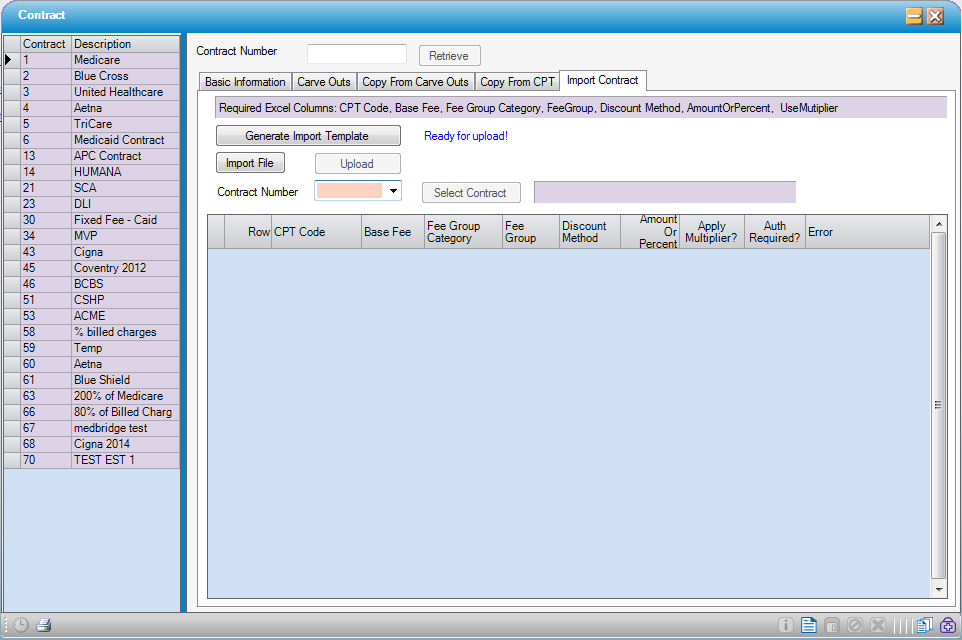 Contract
Contract Description
1 Medicare
2 Blue Cross
3 United Healthcare
4 Aetna
5 TriCare
6 Medicaid Contract
13 APC Contract
14 HUMANA
21 SCA
23 DLI
30 Fixed Fee - Caid
34 MVP
43 Cigna
45 Coventry 2012
46 BCBS
51 CSHP
53 ACME
58 % billed charges
59 Temp
60 Aetna
61 Blue Shield
63 200% of Medicare
66 80% of Billed Charg
67 medbridge test
68 Cigna 2014
70 TEST EST 1
Contract Number Retrieve
Basic Information Carve Outs Copy From Carve Outs Copy From CPT Import Contract
Required Excel Columns: CPT Code, Base Fee, Fee Group Category, FeeGroup, Discount Method, AmountOrPercent, UseMutiplier
Generate Import Template Ready for upload!
Import File Upload
Contract Number Select Contract
Row CPT Code Base Fee Fee Group Category Fee Group Discount Method Amount Or Percent Apply Multiplier? Auth Required? Error